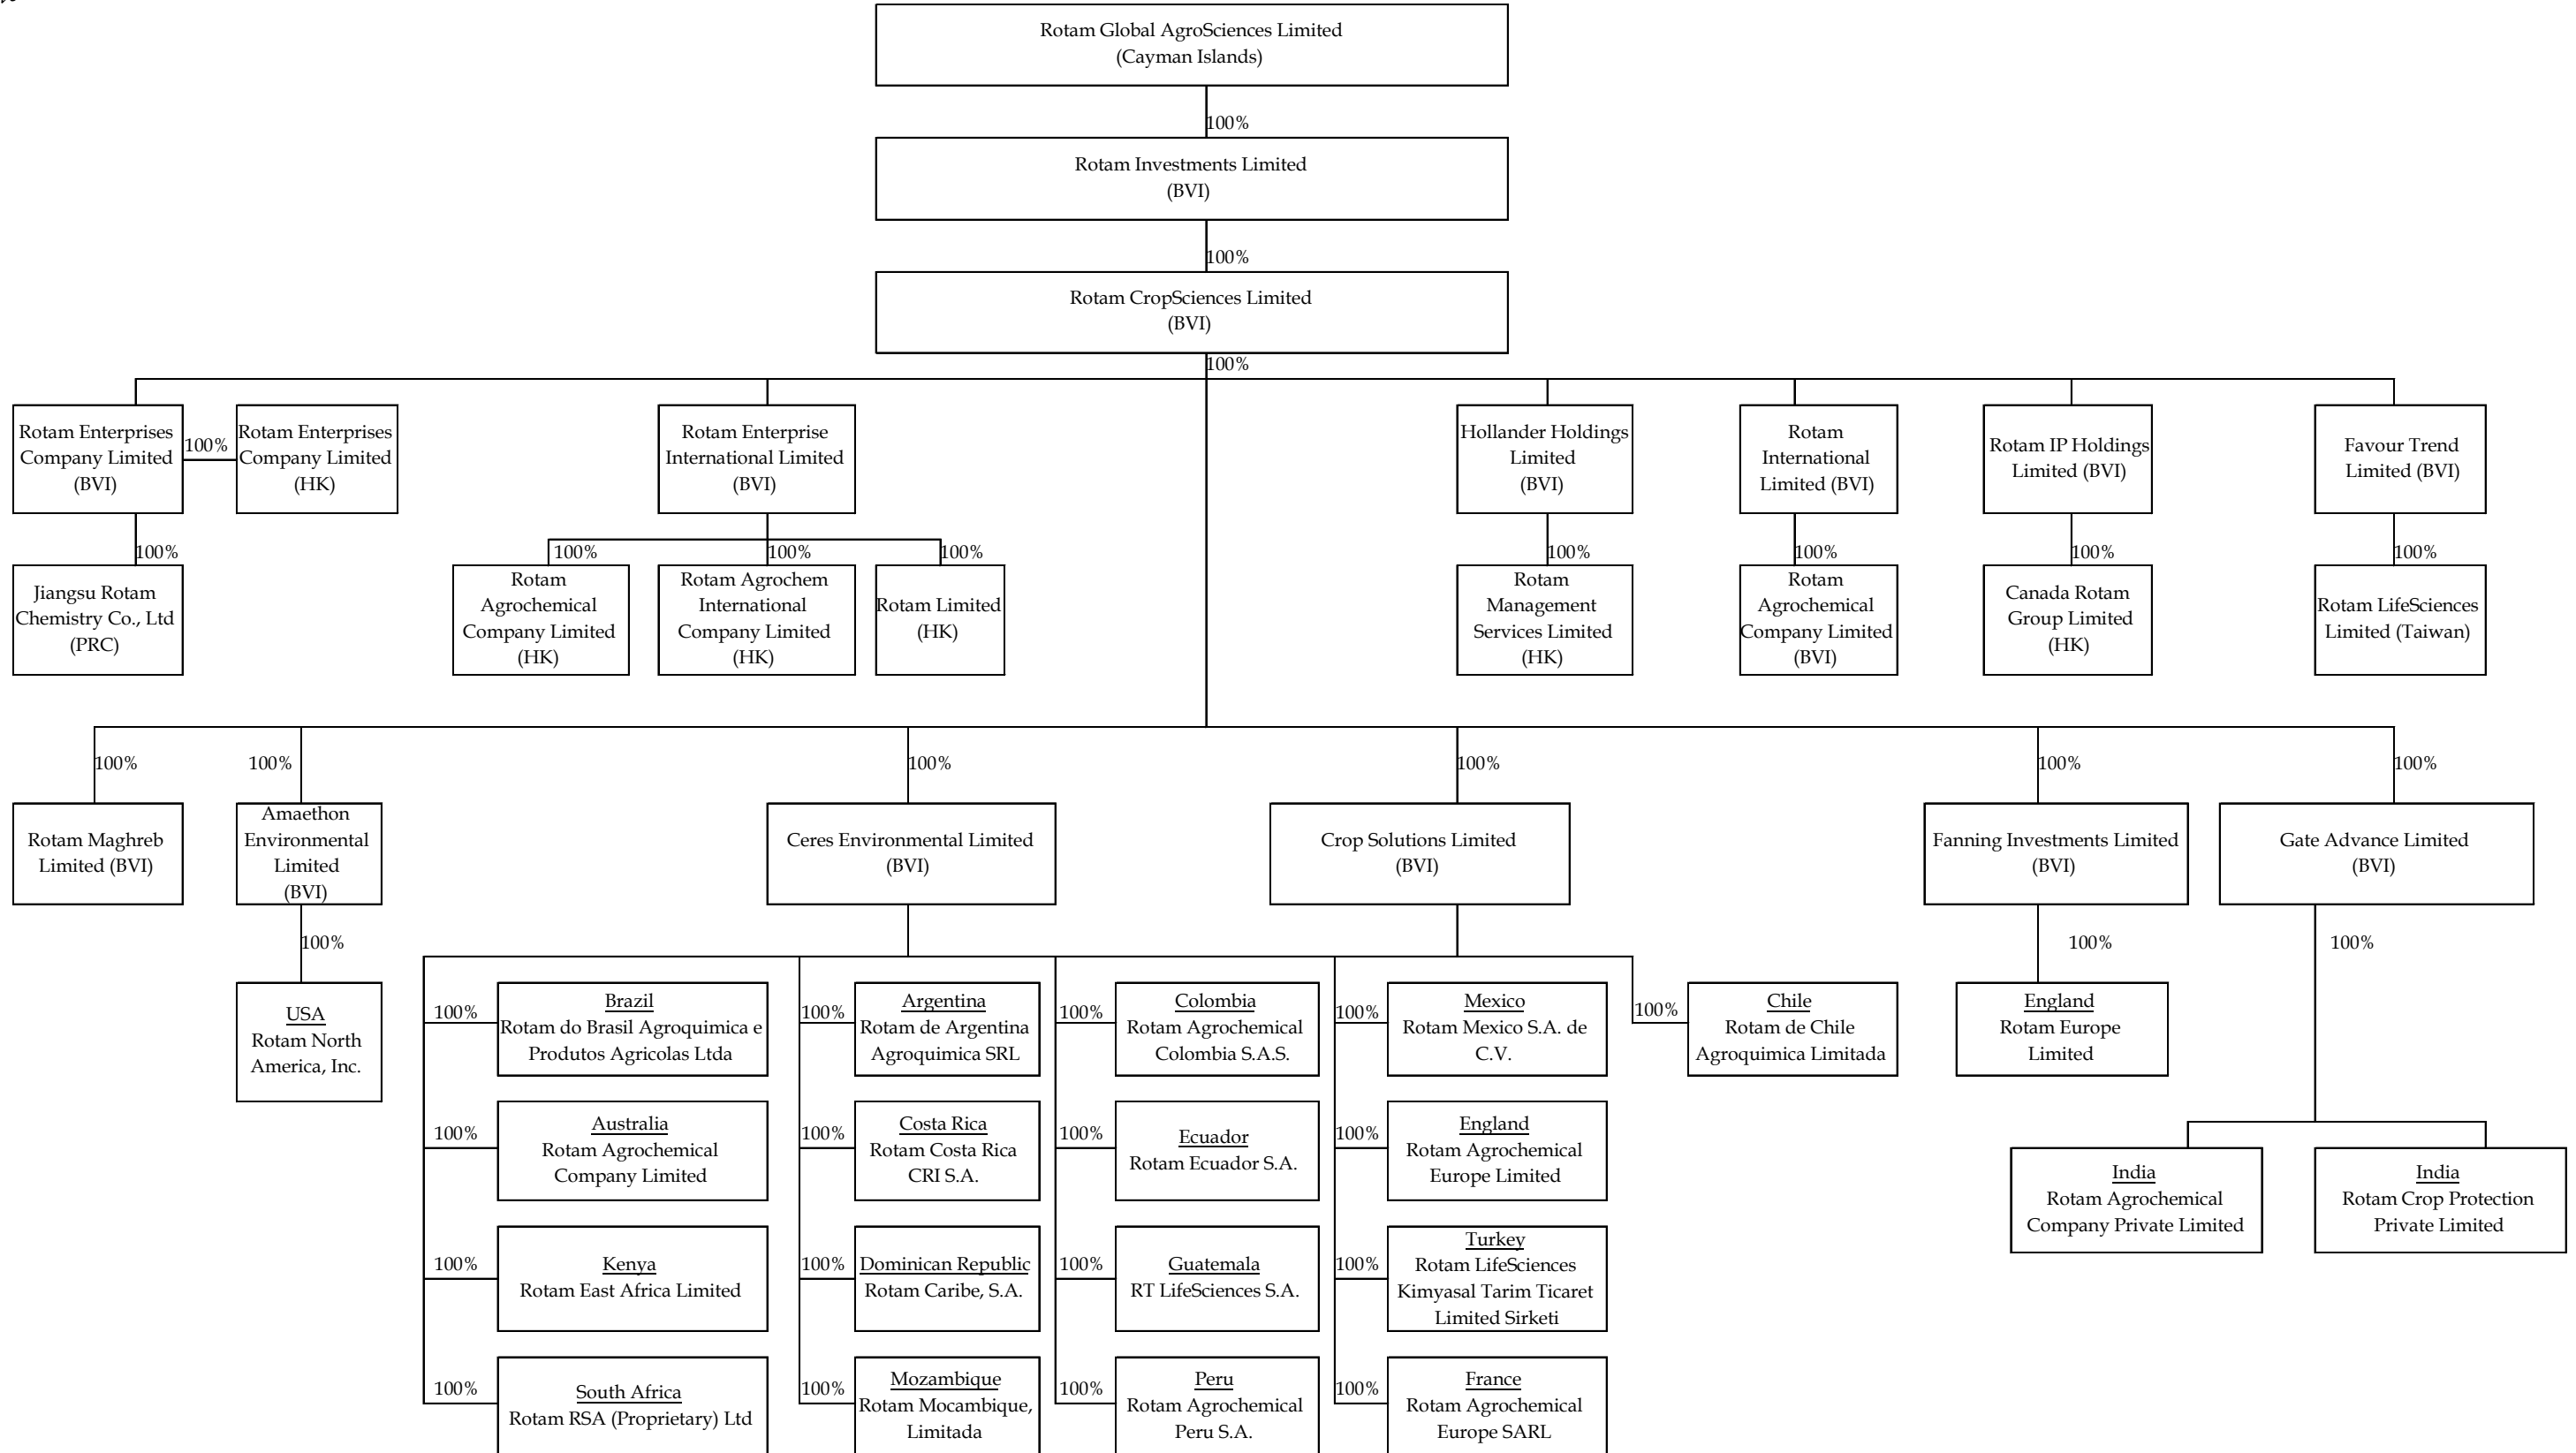 Rotam Global AgroSciences Limited
(Cayman Islands)
100%
Rotam Investments Limited
(BVI)
100%
Rotam CropSciences Limited
(BVI)
100%
Rotam Enterprises
Company Limited
(BVI)
100%
Rotam Enterprises
Company Limited
(HK)
Rotam Enterprise
International Limited
(BVI)
Hollander Holdings
Limited
(BVI)
Rotam
International
Limited (BVI)
Rotam IP Holdings
Limited (BVI)
Favour Trend
Limited (BVI)
100%
100%
100%
100%
100%
100%
100%
100%
Jiangsu Rotam
Chemistry Co., Ltd
(PRC)
Rotam
Agrochemical
Company Limited
(HK)
Rotam Agrochem
International
Company Limited
(HK)
Rotam Limited
(HK)
Rotam
Management
Services Limited
(HK)
Rotam
Agrochemical
Company Limited
(BVI)
Canada Rotam
Group Limited
(HK)
Rotam LifeSciences
Limited (Taiwan)
100%
100%
100%
100%
100%
100%
Rotam Maghreb
Limited (BVI)
Amaethon
Environmental
Limited
(BVI)
Ceres Environmental Limited
(BVI)
Crop Solutions Limited
(BVI)
Fanning Investments Limited
(BVI)
Gate Advance Limited
(BVI)
100%
100%
100%
USA
Rotam North
America, Inc.
100%
Brazil
Rotam do Brasil Agroquimica e
Produtos Agricolas Ltda
100%
Argentina
Rotam de Argentina
Agroquimica SRL
100%
Colombia
Rotam Agrochemical
Colombia S.A.S.
100%
Mexico
Rotam Mexico S.A. de
C.V.
100%
Chile
Rotam de Chile
Agroquimica Limitada
England
Rotam Europe
Limited
100%
Australia
Rotam Agrochemical
Company Limited
100%
Costa Rica
Rotam Costa Rica
CRI S.A.
100%
Ecuador
Rotam Ecuador S.A.
100%
England
Rotam Agrochemical
Europe Limited
India
Rotam Agrochemical
Company Private Limited
India
Rotam Crop Protection
Private Limited
100%
Kenya
Rotam East Africa Limited
100%
Dominican Republic
Rotam Caribe, S.A.
100%
Guatemala
RT LifeSciences S.A.
100%
Turkey
Rotam LifeSciences
Kimyasal Tarim Ticaret
Limited Sirketi
100%
South Africa
Rotam RSA (Proprietary) Ltd
100%
Mozambique
Rotam Mocambique,
Limitada
100%
Peru
Rotam Agrochemical
Peru S.A.
100%
France
Rotam Agrochemical
Europe SARL